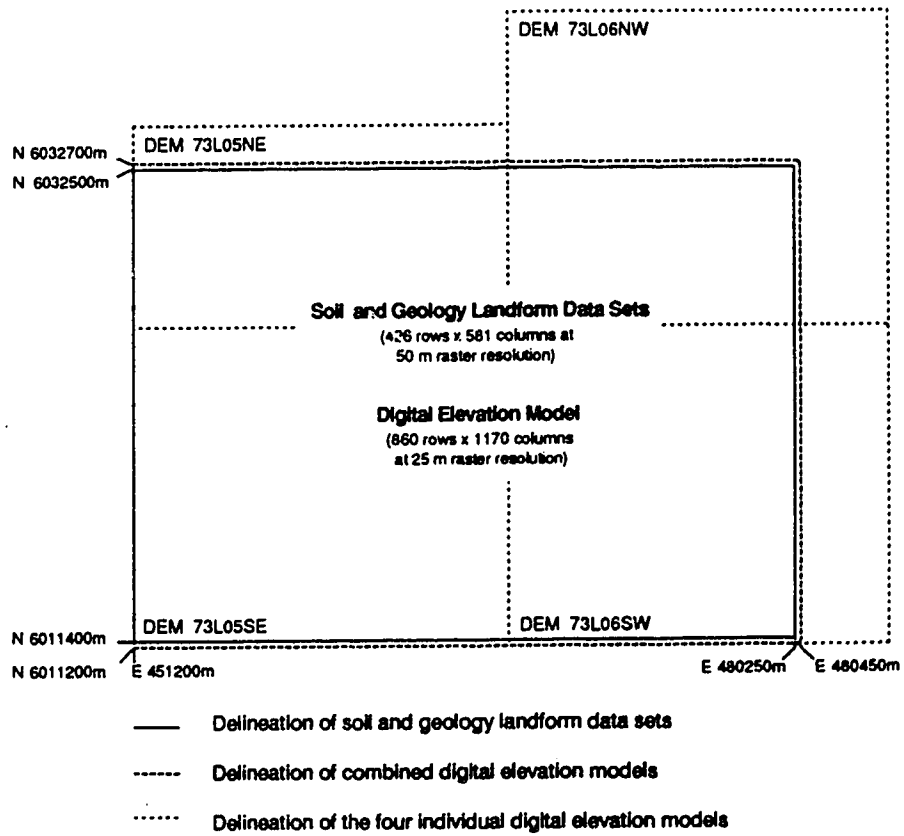 DEM 73L06NW
DEM 73L05NE
N 6032700m
N 6032500m
Soil and Geology Landform Data Sets
(426 rows x 581 columns at
50 m raster resolution)
Digital Elevation Model
(860 rows x 1170 columns
at 25 m raster resolution)
DEM 73L05SE
DEM 73L06SW
N 6011400m
N 6011200m
E 451200m
E 480250m
E 480450m
Delineation of soil and geology landform data sets
Delineation of combined digital elevation models
Delineation of the four individual digital elevation models